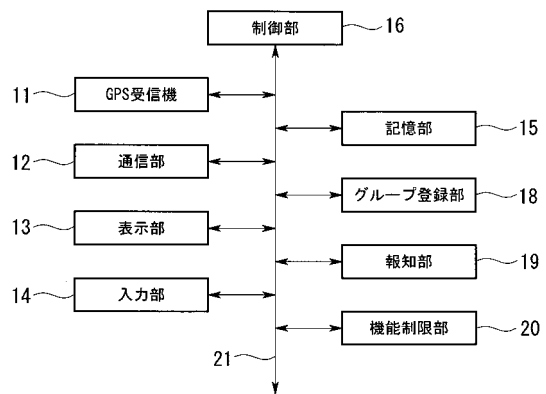 制御部 16
11 GPS受信機
記憶部 15
12 通信部
グループ登録部 18
13 表示部
報知部 19
14 入力部
機能制限部 20
21